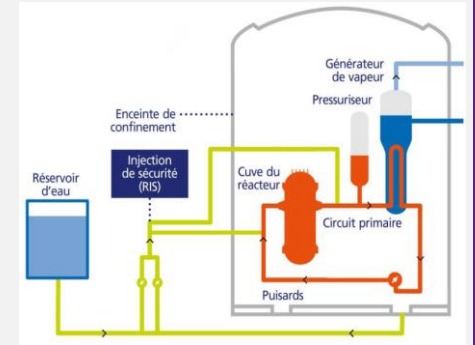 Générateur
de vapeur
Pressuriseur
Enceinte de
confinement
Injection
de sécurité
(RIS)
Cuve du
réacteur
Réservoir
d'eau
Circuit primaire
Puisards